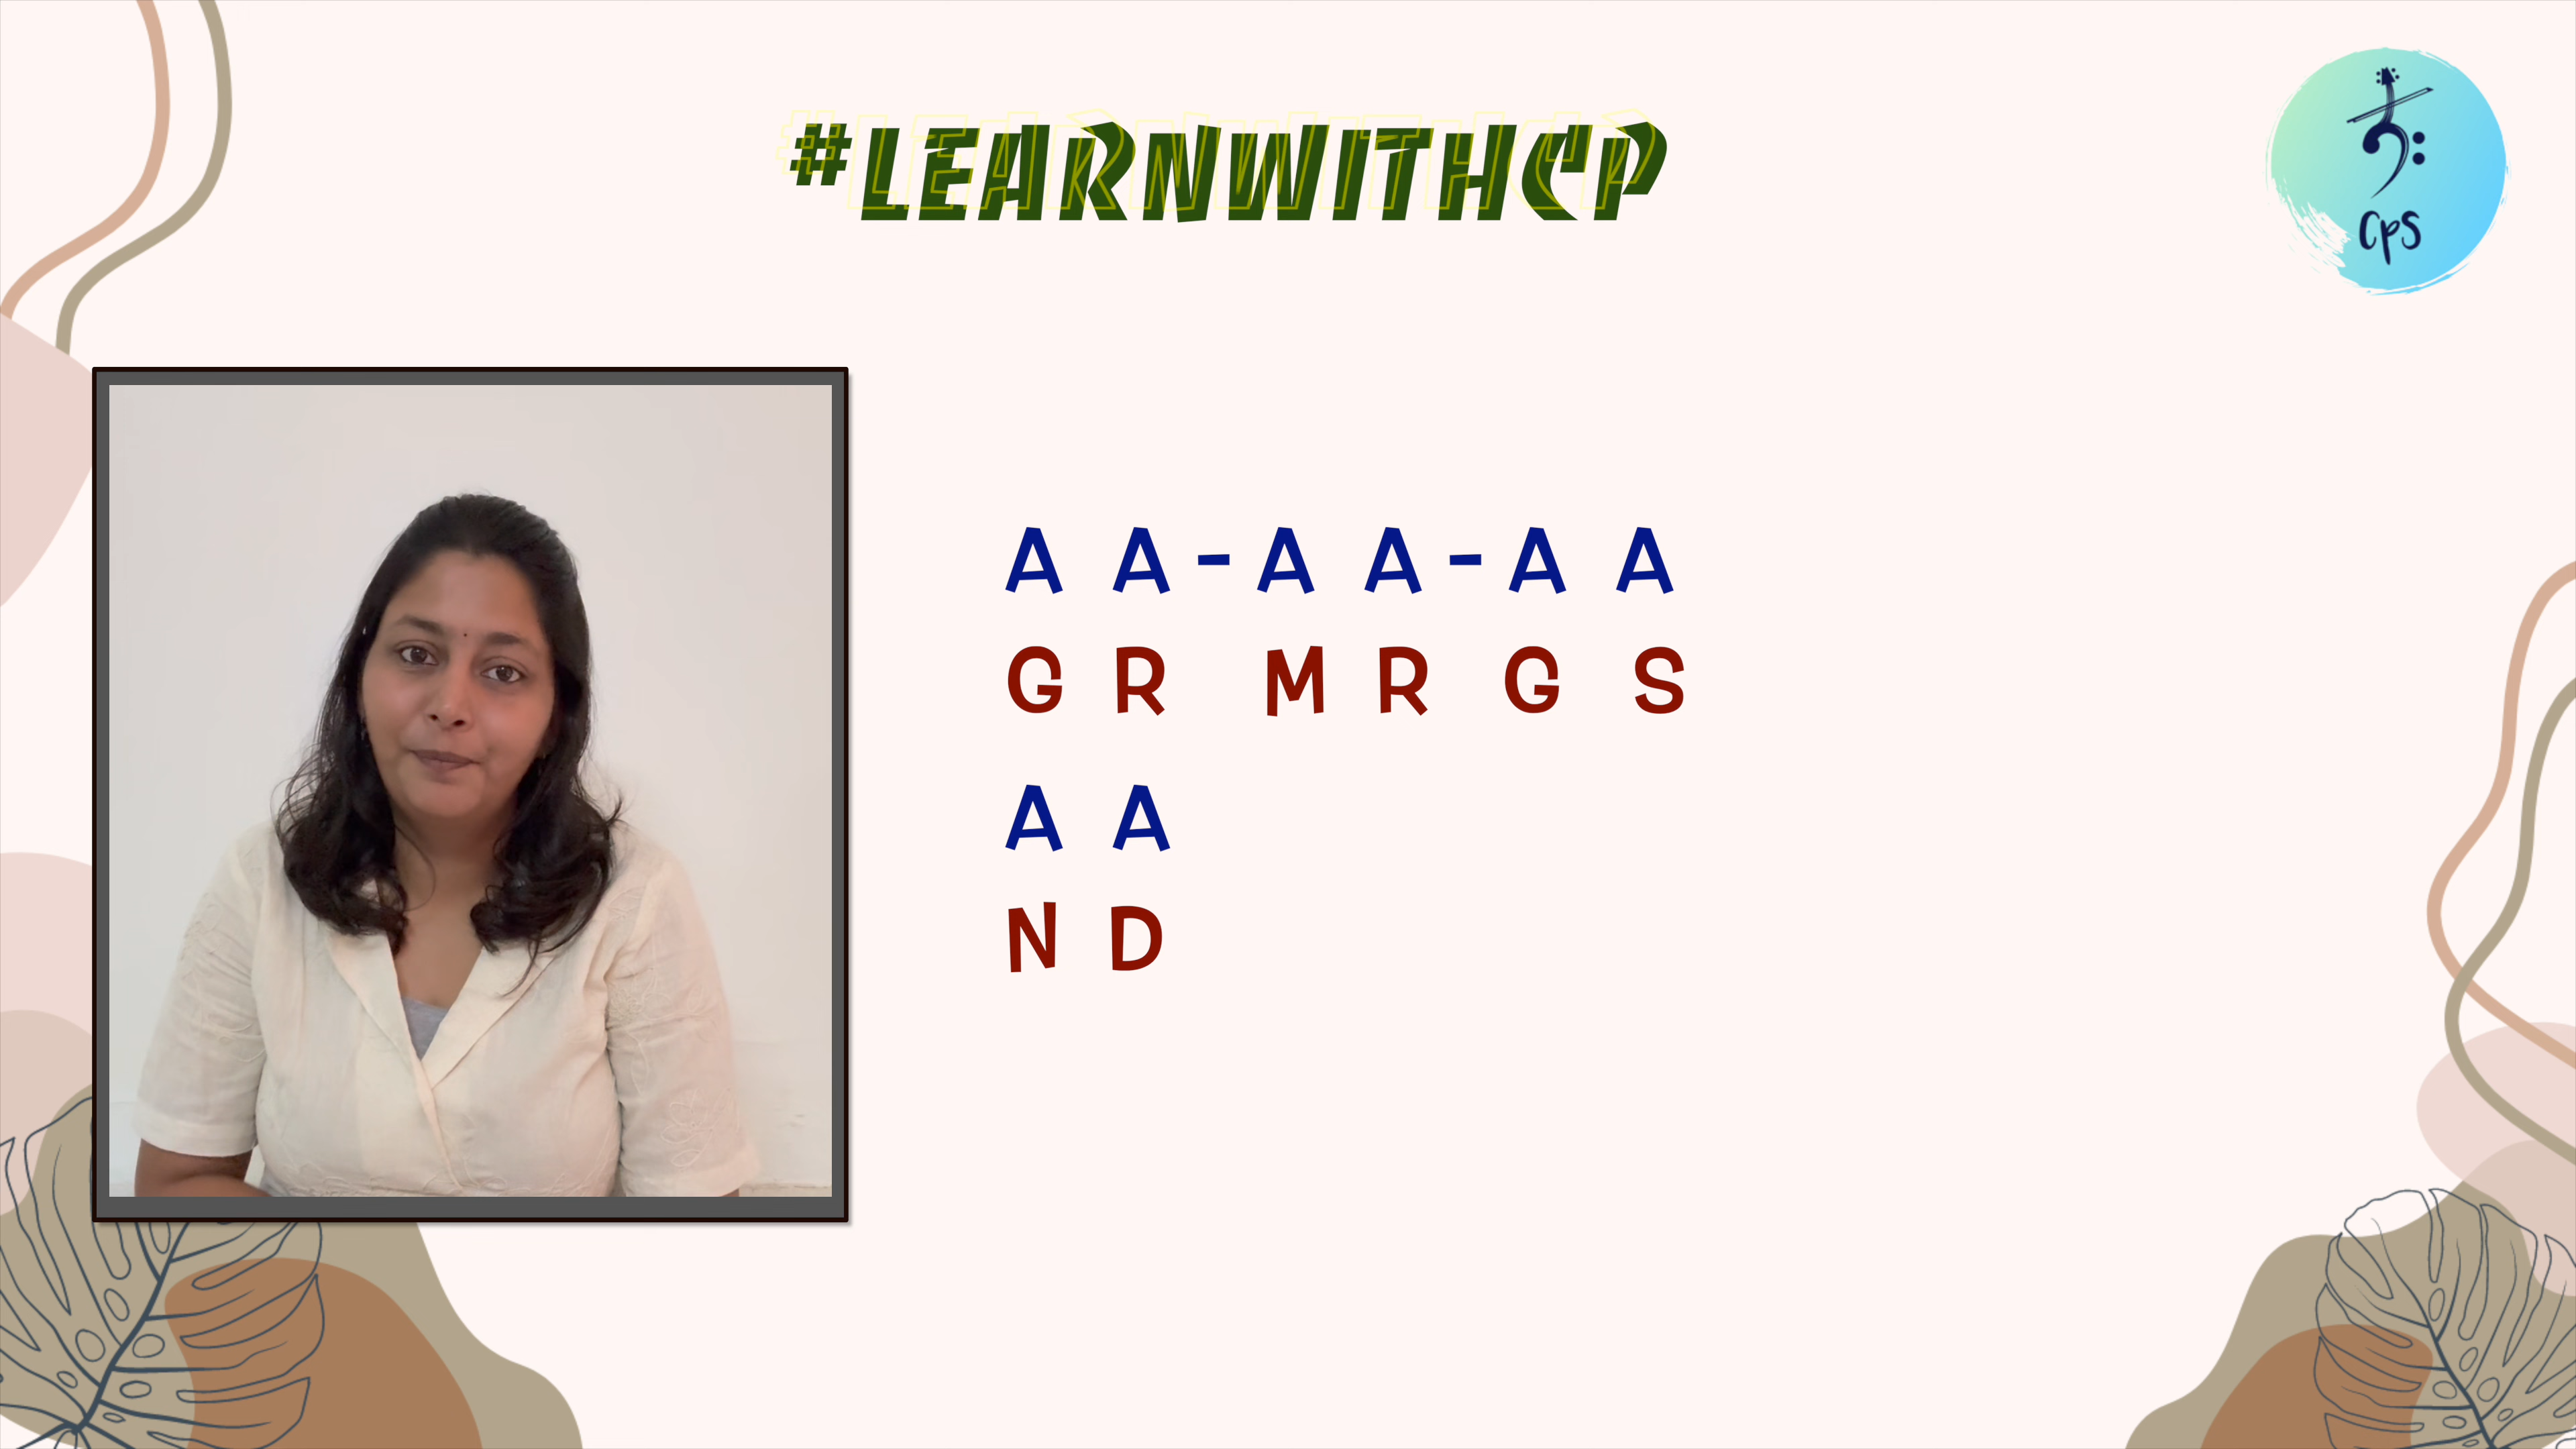 #LEARNWITHCP
CPS
A A - A A - A A
G R M R G S
A A
N D